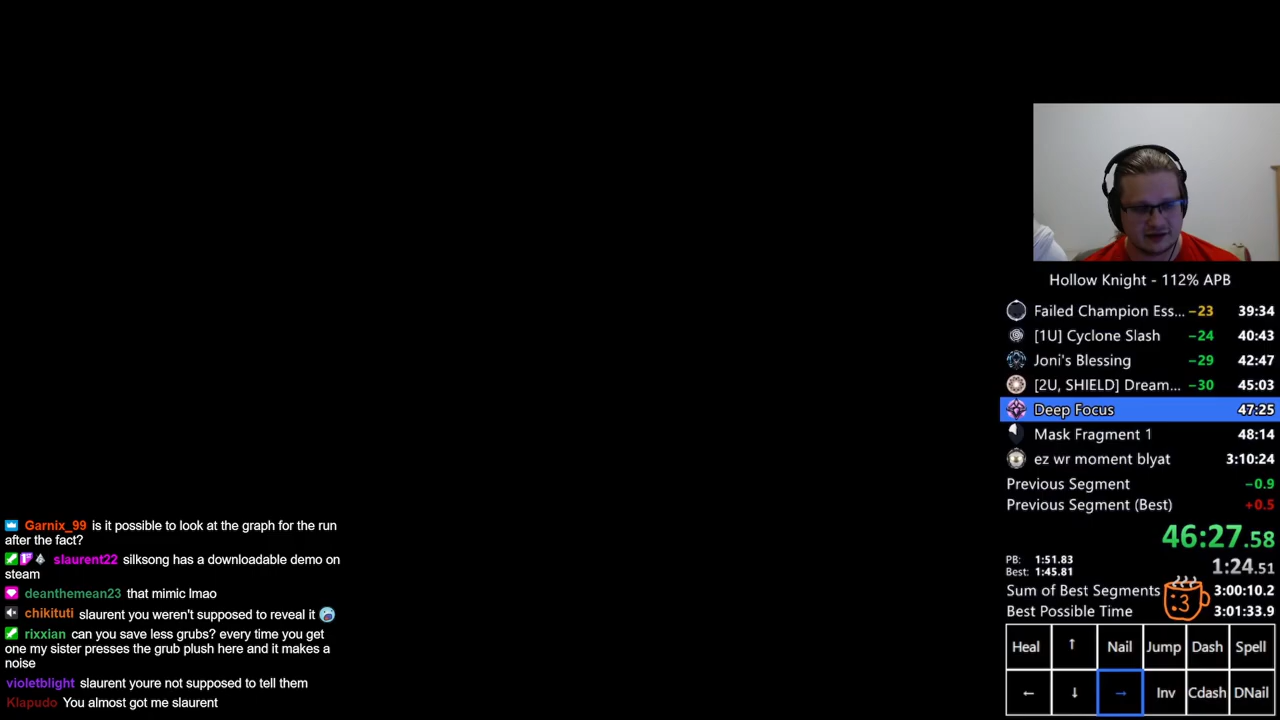 Hollow Knight - 112% APB
Failed Champion Ess... −23 39:34
[1U] Cyclone Slash −24 40:43
Joni's Blessing −29 42:47
[2U, SHIELD] Dream... −30 45:03
Deep Focus 47:25
Mask Fragment 1 48:14
ez wr moment blyat 3:10:24
Previous Segment −0.9
Previous Segment (Best) +0.5
46:27.58
PB: 1:51.83
Best: 1:45.81
1:24.51
Sum of Best Segments 3:00:10.2
Best Possible Time 3:01:33.9
Heal ↑ Nail Jump Dash Spell
← ↓ → Inv Cdash DNail
Garnix_99 is it possible to look at the graph for the run
after the fact?
slaurent22 silksong has a downloadable demo on
steam
deanthemean23 that mimic lmao
chikituti slaurent you weren't supposed to reveal it
rixxian can you save less grubs? every time you get
one my sister presses the grub plush here and it makes a
noise
violetblight slaurent youre not supposed to tell them
Klapudo You almost got me slaurent